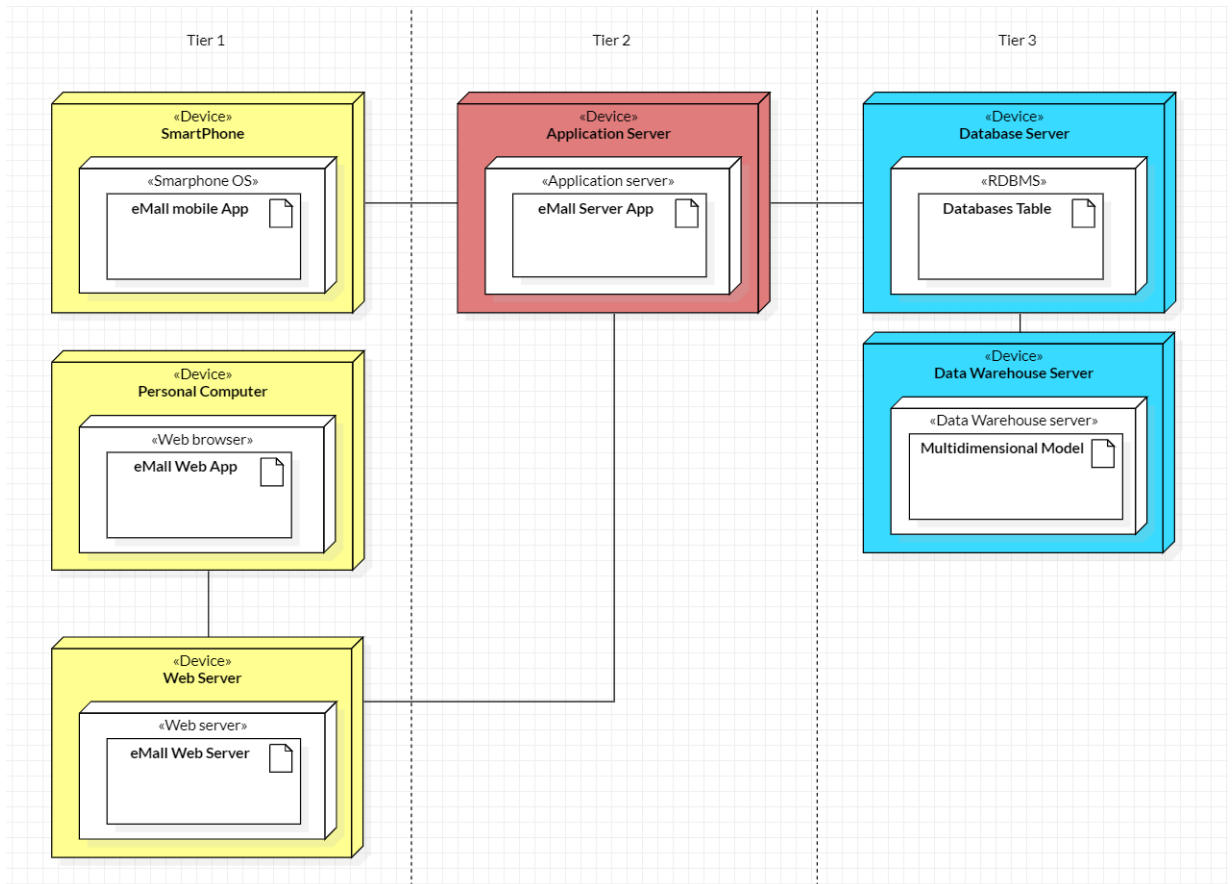 Tier 1
Tier 2
Tier 3
«Device»
SmartPhone
«Smarphone OS»
eMall mobile App
«Device»
Application Server
«Application server»
eMall Server App
«Device»
Database Server
«RDBMS»
Databases Table
«Device»
Personal Computer
«Web browser»
eMall Web App
«Device»
Data Warehouse Server
«Data Warehouse server»
Multidimensional Model
«Device»
Web Server
«Web server»
eMall Web Server